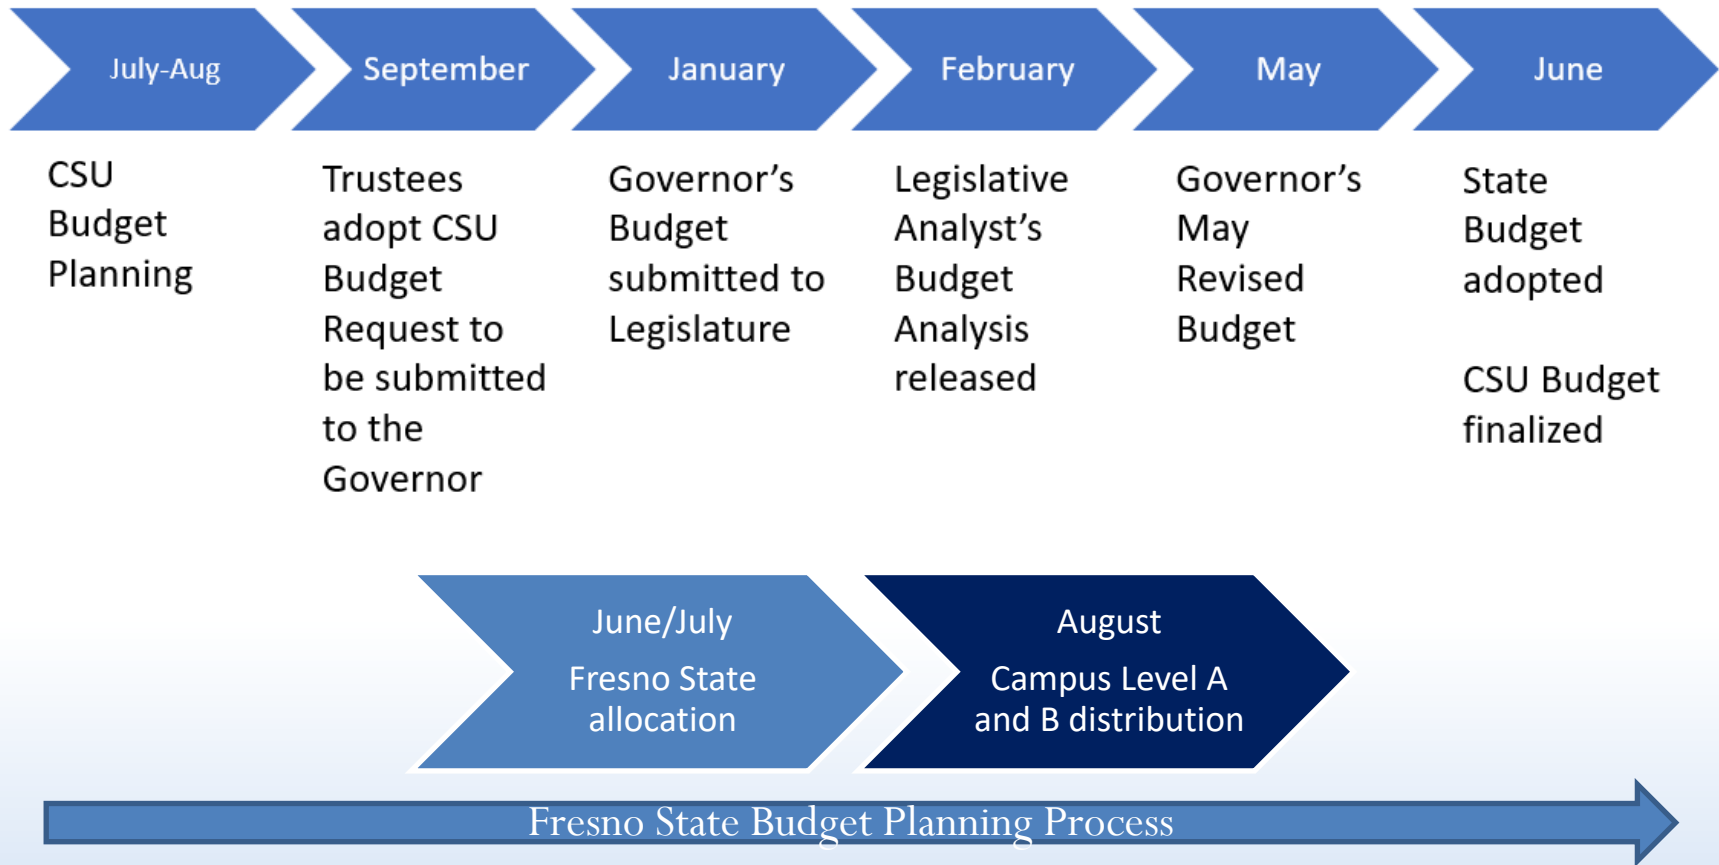 July-Aug
September
January
February
May
June
CSU
Budget
Planning
Trustees
adopt CSU
Budget
Request to
be submitted
to the
Governor
Governor’s
Budget
submitted to
Legislature
Legislative
Analyst’s
Budget
Analysis
released
Governor’s
May
Revised
Budget
State
Budget
adopted
CSU Budget
finalized
June/July
Fresno State
allocation
August
Campus Level A
and B distribution
Fresno State Budget Planning Process